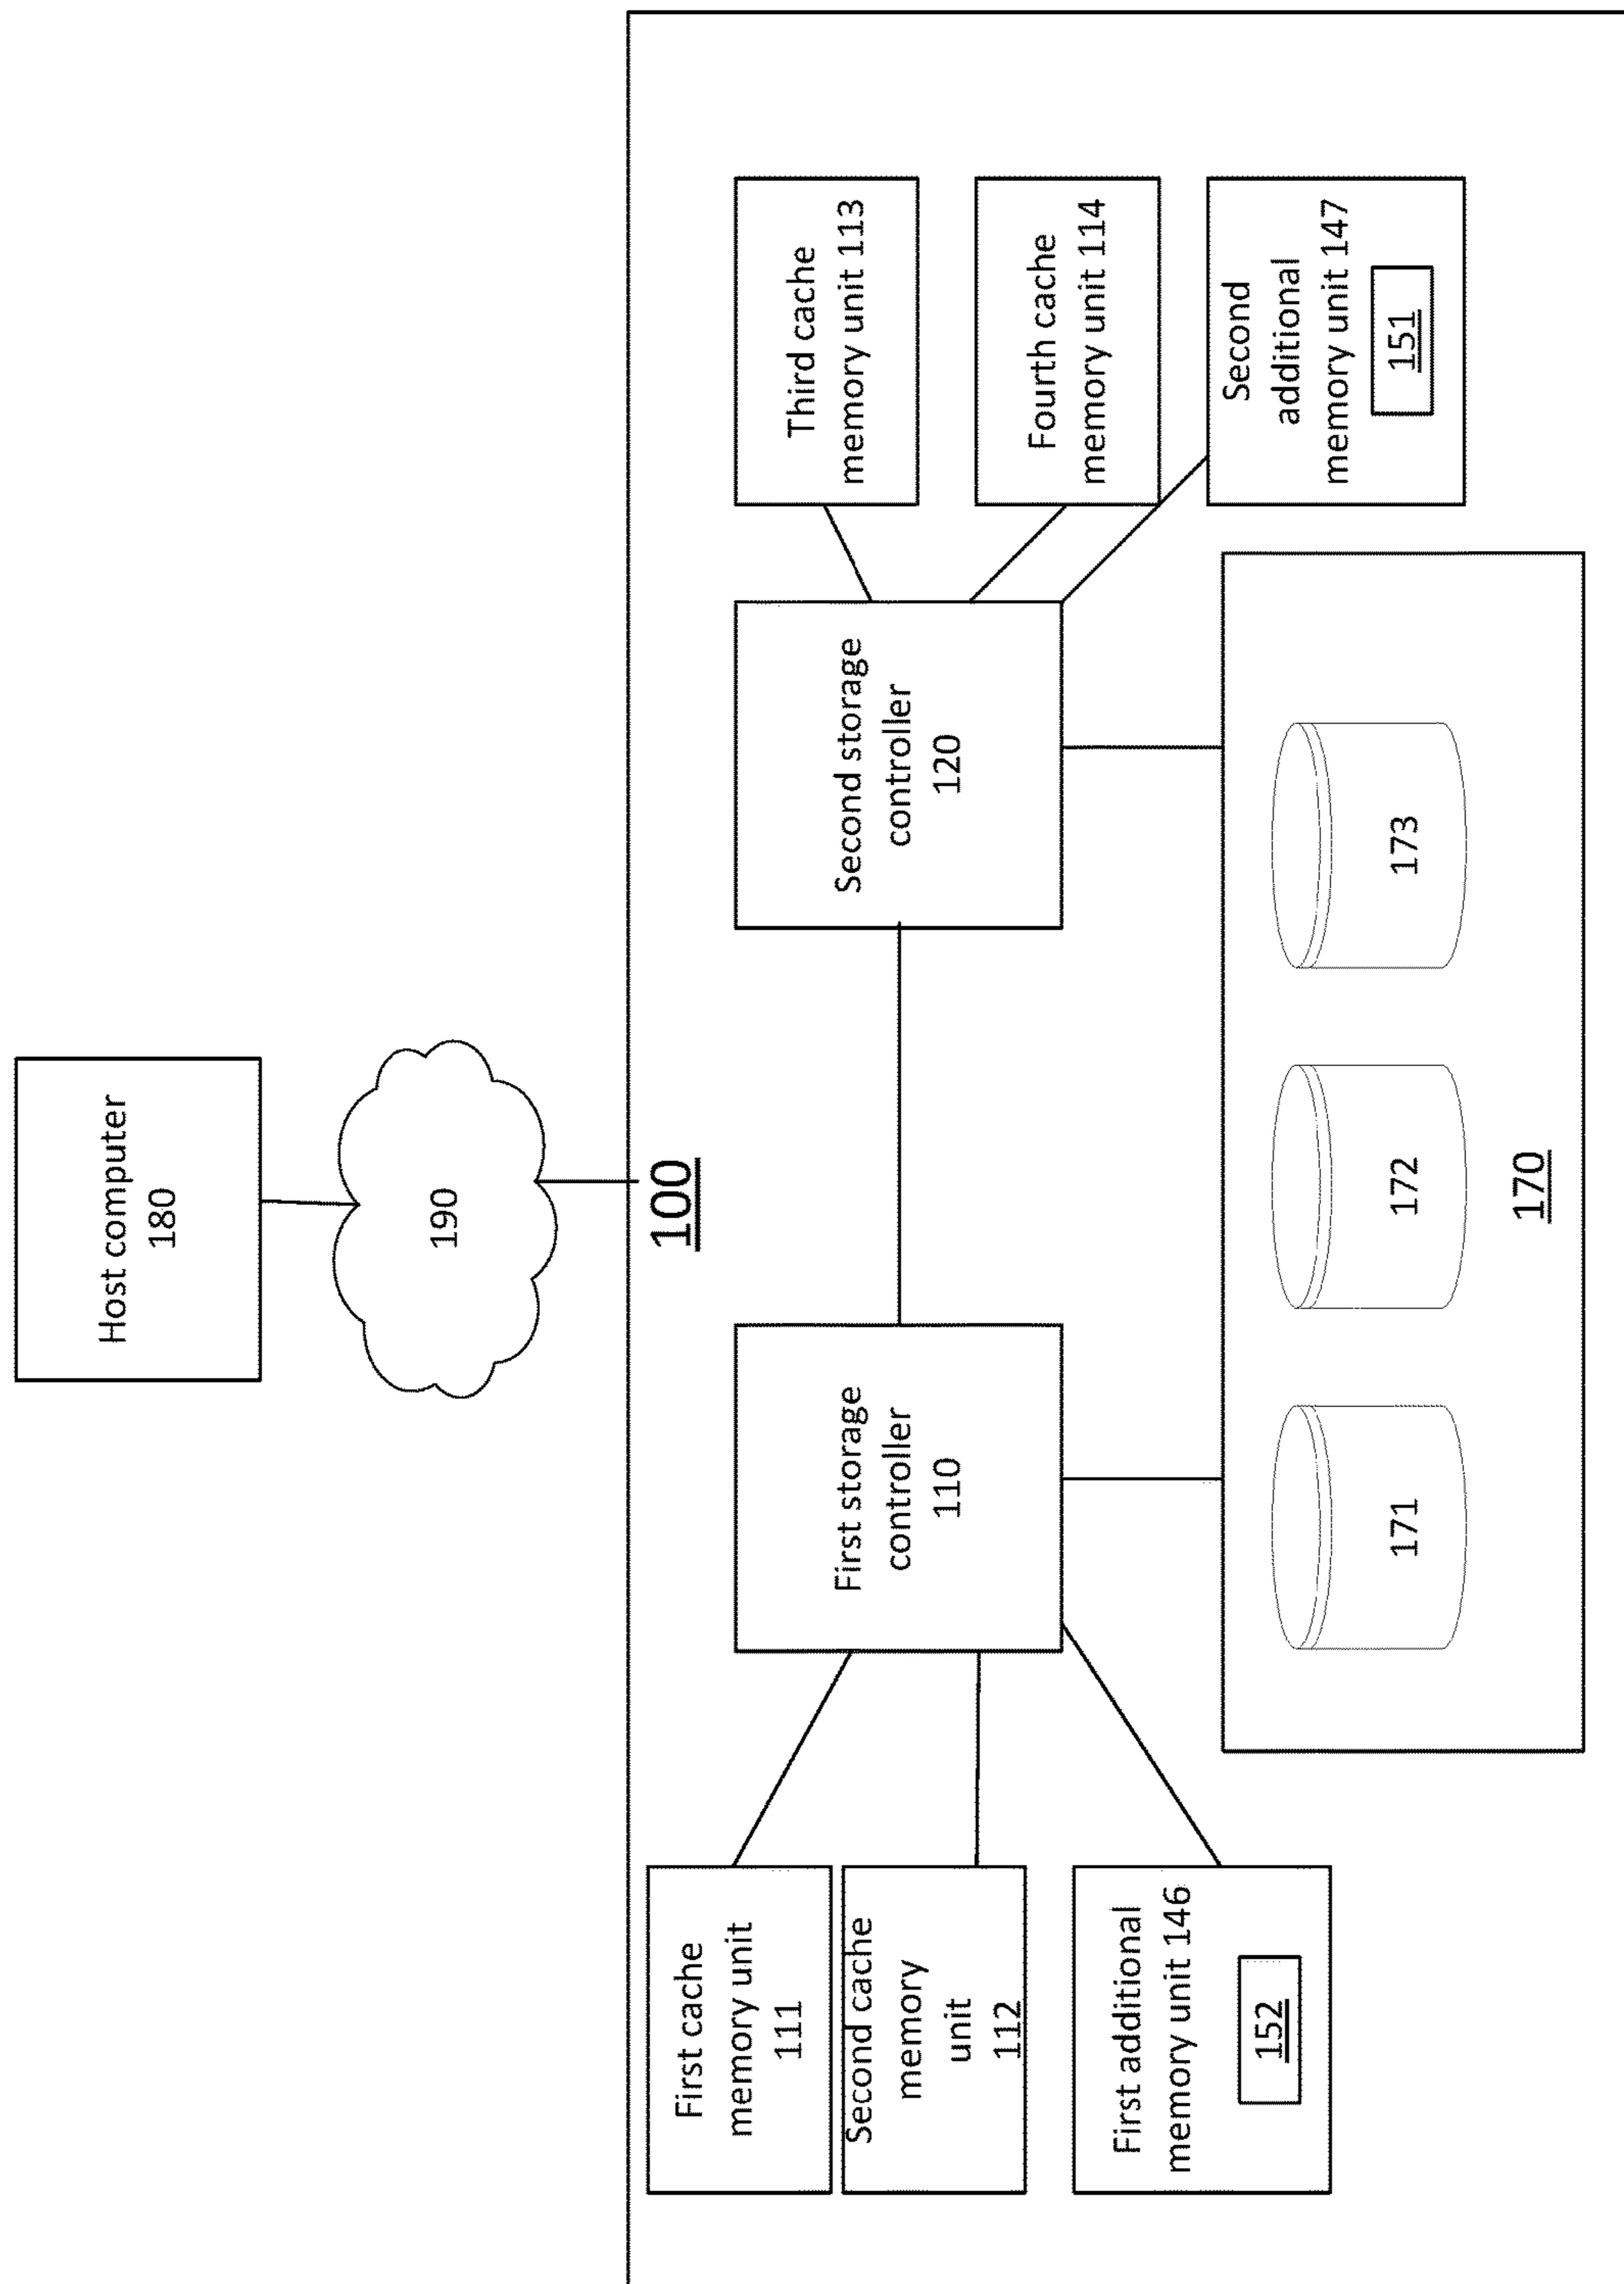 Host computer
180
190
100
First cache
memory unit
111
Second cache
memory
unit
112
First additional
memory unit 146
152
First storage
controller
110
Second storage
controller
120
Third cache
memory unit 113
Fourth cache
memory unit 114
Second
additional
memory unit 147
151
171
172
173
170